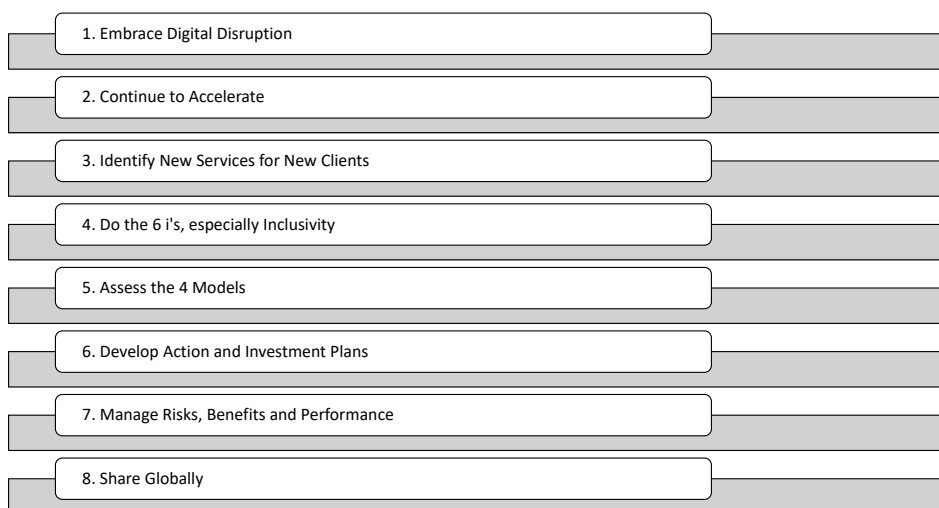 1. Embrace Digital Disruption
2. Continue to Accelerate
3. Identify New Services for New Clients
4. Do the 6 i's, especially Inclusivity
5. Assess the 4 Models
6. Develop Action and Investment Plans
7. Manage Risks, Benefits and Performance
8. Share Globally